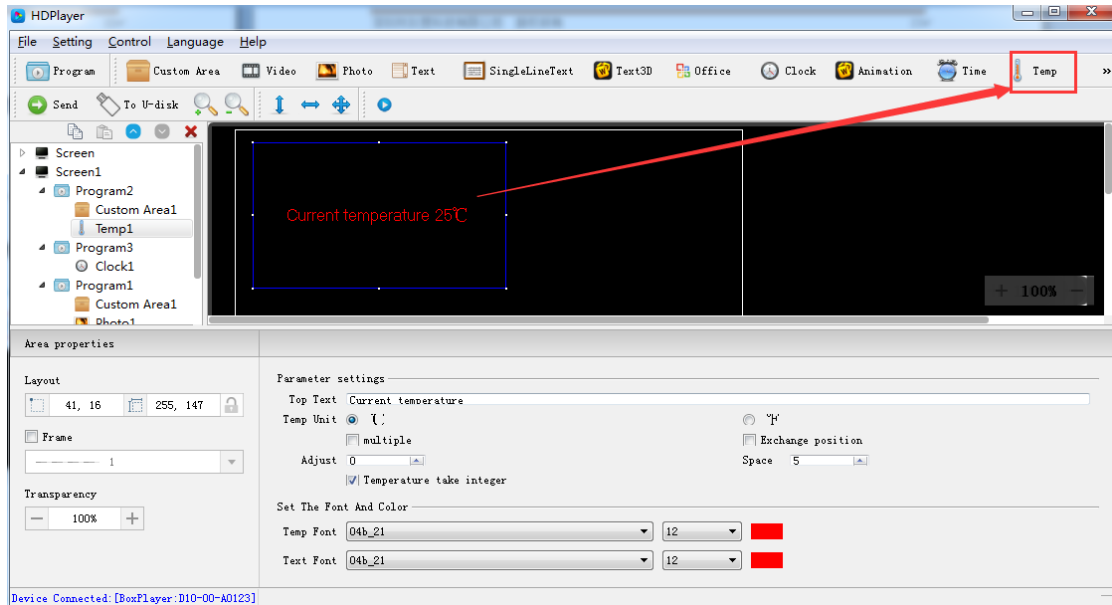 HDPlayer
File Setting Control Language Help
Program Custom Area Video Photo Text SingleLineText Text3D Office Clock Animation Time Temp »
Send To U-disk
Screen
Screen1
Program2
Custom Area1
Temp1
Program3
Clock1
Program1
Custom Area1
Photo1
Current temperature 25℃
+ 100% −
Area properties
Layout
41, 16 255, 147
Frame
1
Transparency
— 100% +
Parameter settings
Top Text Current temperature
Temp Unit ℃ ℉
multiple Exchange position
Adjust 0 Space 5
Temperature take integer
Set The Font And Color
Temp Font 04b_21 12
Text Font 04b_21 12
Device Connected:[BoxPlayer:D10-00-A0123]